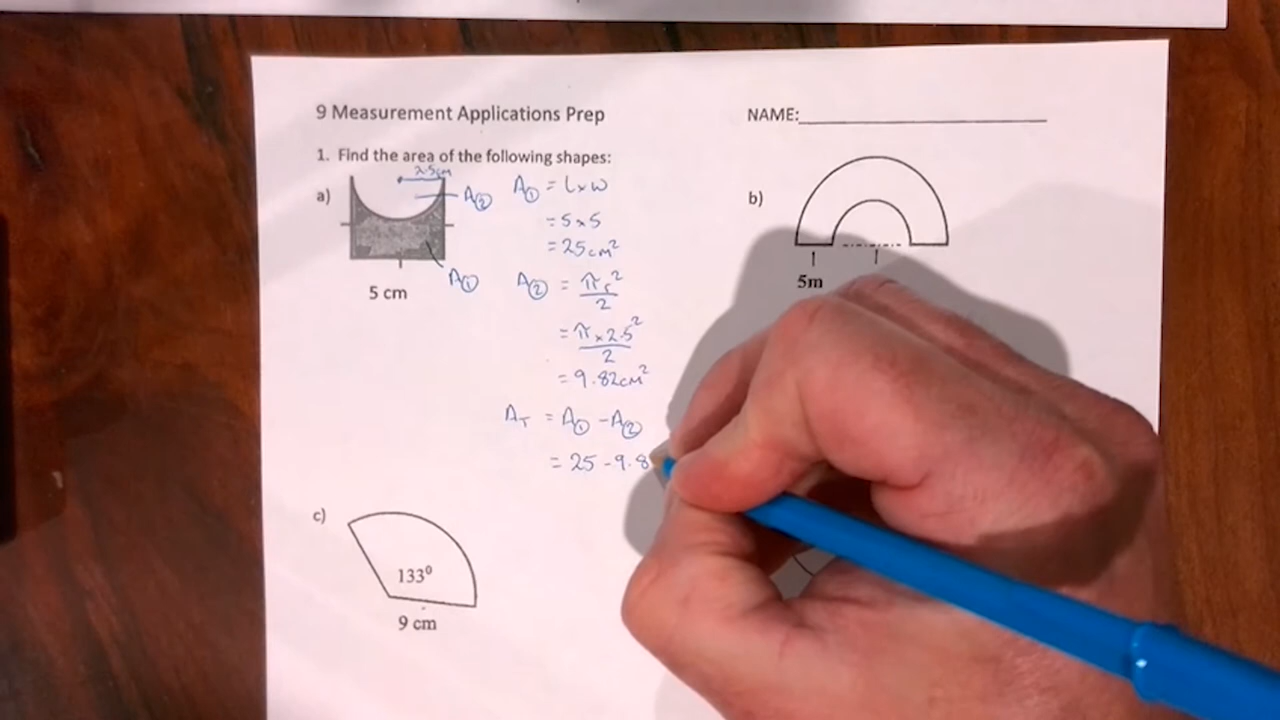 9 Measurement Applications Prep
NAME:
1. Find the area of the following shapes:
a)
2.5cm
A②
A①
5 cm
A① = l×w
= 5×5
= 25cm²
A② = πr²/2
= π×2.5²/2
= 9.82cm²
A_T = A① - A②
= 25 - 9.8
b)
5m
c)
133⁰
9 cm